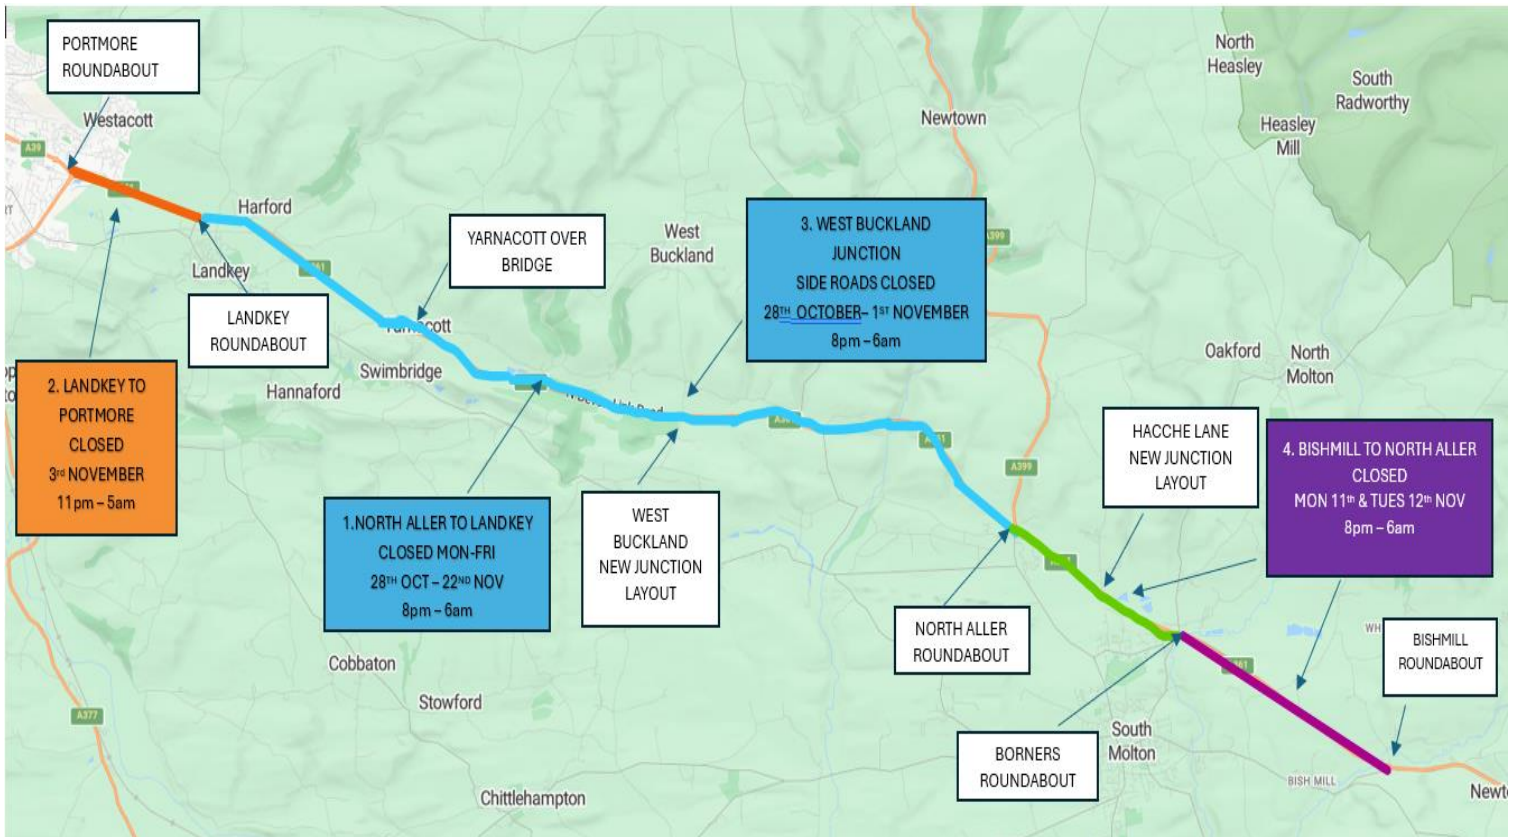 PORTMORE
ROUNDABOUT
Westacott
A39
Harford
Landkey
LANDKEY
ROUNDABOUT
YARNACOTT OVER
BRIDGE
West
Buckland
Newtown
North
Heasley
South
Radworthy
Heasley
Mill
3. WEST BUCKLAND
JUNCTION
SIDE ROADS CLOSED
28TH OCTOBER– 1ST NOVEMBER
8pm – 6am
A399
Oakford
North
Molton
2. LANDKEY TO
PORTMORE
CLOSED
3rd NOVEMBER
11pm – 5am
Hannaford
Swimbridge
1.NORTH ALLER TO LANDKEY
CLOSED MON-FRI
28TH OCT – 22ND NOV
8pm – 6am
WEST
BUCKLAND
NEW JUNCTION
LAYOUT
A399
HACCHE LANE
NEW JUNCTION
LAYOUT
4. BISHMILL TO NORTH ALLER
CLOSED
MON 11th & TUES 12th NOV
8pm – 6am
NORTH ALLER
ROUNDABOUT
BISHMILL
ROUNDABOUT
Cobbaton
Stowford
A377
South
Molton
BORNERS
ROUNDABOUT
BISH MILL
Chittlehampton